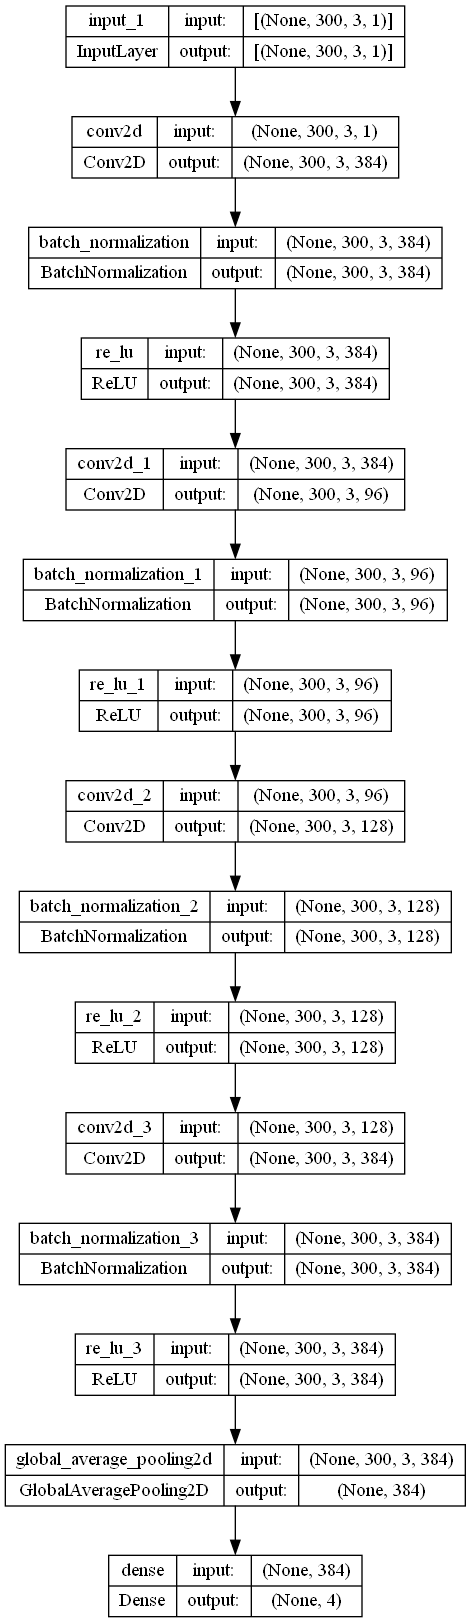 input_1 input: [(None, 300, 3, 1)]
InputLayer output: [(None, 300, 3, 1)]
conv2d input: (None, 300, 3, 1)
Conv2D output: (None, 300, 3, 384)
batch_normalization input: (None, 300, 3, 384)
BatchNormalization output: (None, 300, 3, 384)
re_lu input: (None, 300, 3, 384)
ReLU output: (None, 300, 3, 384)
conv2d_1 input: (None, 300, 3, 384)
Conv2D output: (None, 300, 3, 96)
batch_normalization_1 input: (None, 300, 3, 96)
BatchNormalization output: (None, 300, 3, 96)
re_lu_1 input: (None, 300, 3, 96)
ReLU output: (None, 300, 3, 96)
conv2d_2 input: (None, 300, 3, 96)
Conv2D output: (None, 300, 3, 128)
batch_normalization_2 input: (None, 300, 3, 128)
BatchNormalization output: (None, 300, 3, 128)
re_lu_2 input: (None, 300, 3, 128)
ReLU output: (None, 300, 3, 128)
conv2d_3 input: (None, 300, 3, 128)
Conv2D output: (None, 300, 3, 384)
batch_normalization_3 input: (None, 300, 3, 384)
BatchNormalization output: (None, 300, 3, 384)
re_lu_3 input: (None, 300, 3, 384)
ReLU output: (None, 300, 3, 384)
global_average_pooling2d input: (None, 300, 3, 384)
GlobalAveragePooling2D output: (None, 384)
dense input: (None, 384)
Dense output: (None, 4)